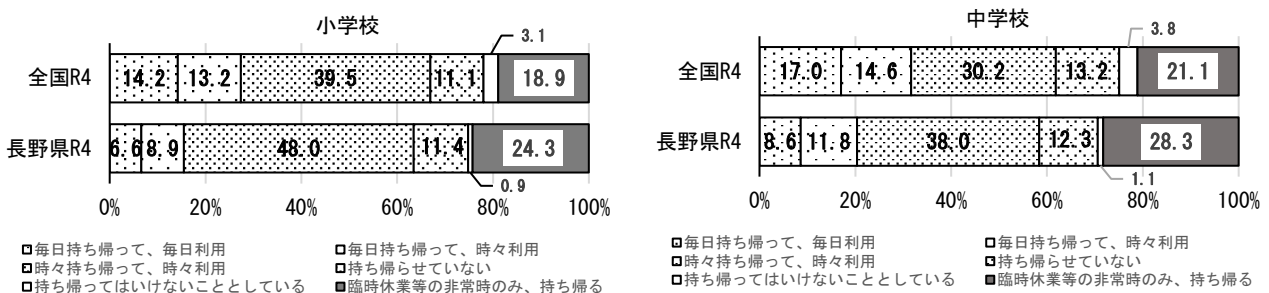 小学校
3.1
全国R4
14.2 13.2 39.5 11.1 18.9
長野県R4
6.6 8.9 48.0 11.4 24.3
0.9
0% 20% 40% 60% 80% 100%
毎日持ち帰って、毎日利用 毎日持ち帰って、時々利用
時々持ち帰って、時々利用 持ち帰らせていない
持ち帰ってはいけないこととしている 臨時休業等の非常時のみ、持ち帰る
中学校
3.8
全国R4
17.0 14.6 30.2 13.2 21.1
長野県R4
8.6 11.8 38.0 12.3 28.3
1.1
0% 20% 40% 60% 80% 100%
毎日持ち帰って、毎日利用 毎日持ち帰って、時々利用
時々持ち帰って、時々利用 持ち帰らせていない
持ち帰ってはいけないこととしている 臨時休業等の非常時のみ、持ち帰る